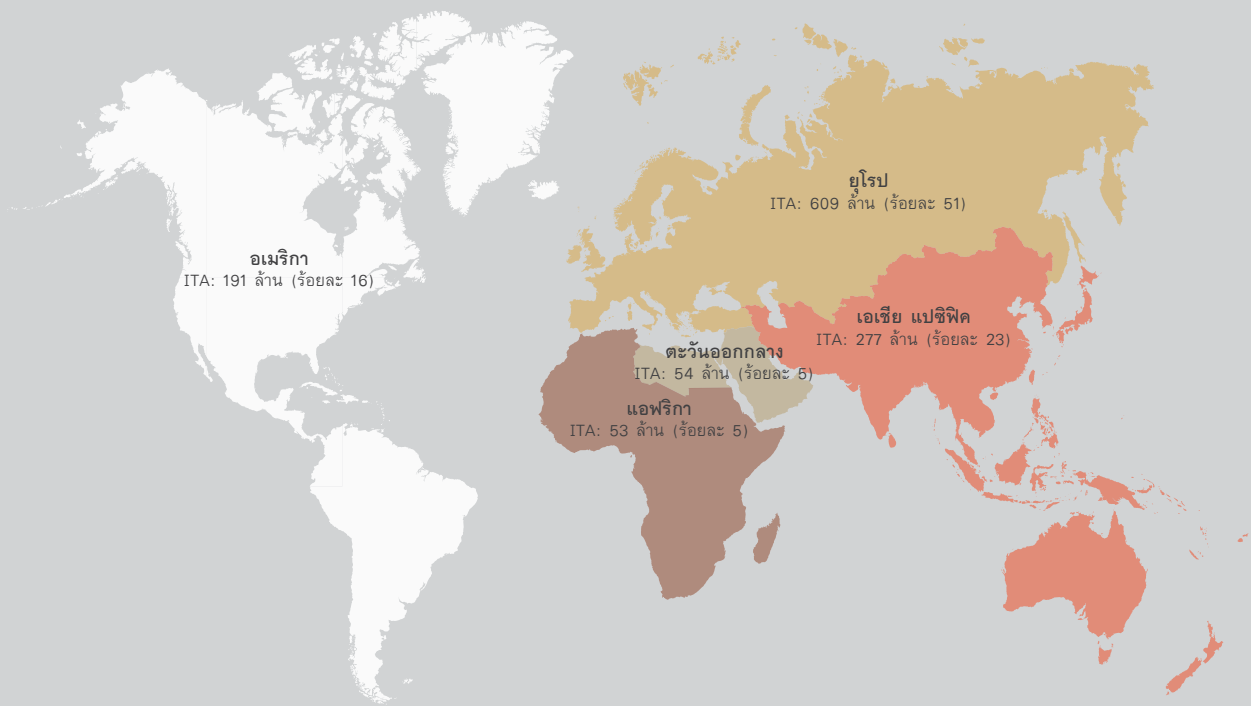 ยุโรป
ITA: 609 ล้าน (ร้อยละ 51)
อเมริกา
ITA: 191 ล้าน (ร้อยละ 16)
เอเชีย แปซิฟิค
ITA: 277 ล้าน (ร้อยละ 23)
ตะวันออกกลาง
ITA: 54 ล้าน (ร้อยละ 5)
แอฟริกา
ITA: 53 ล้าน (ร้อยละ 5)